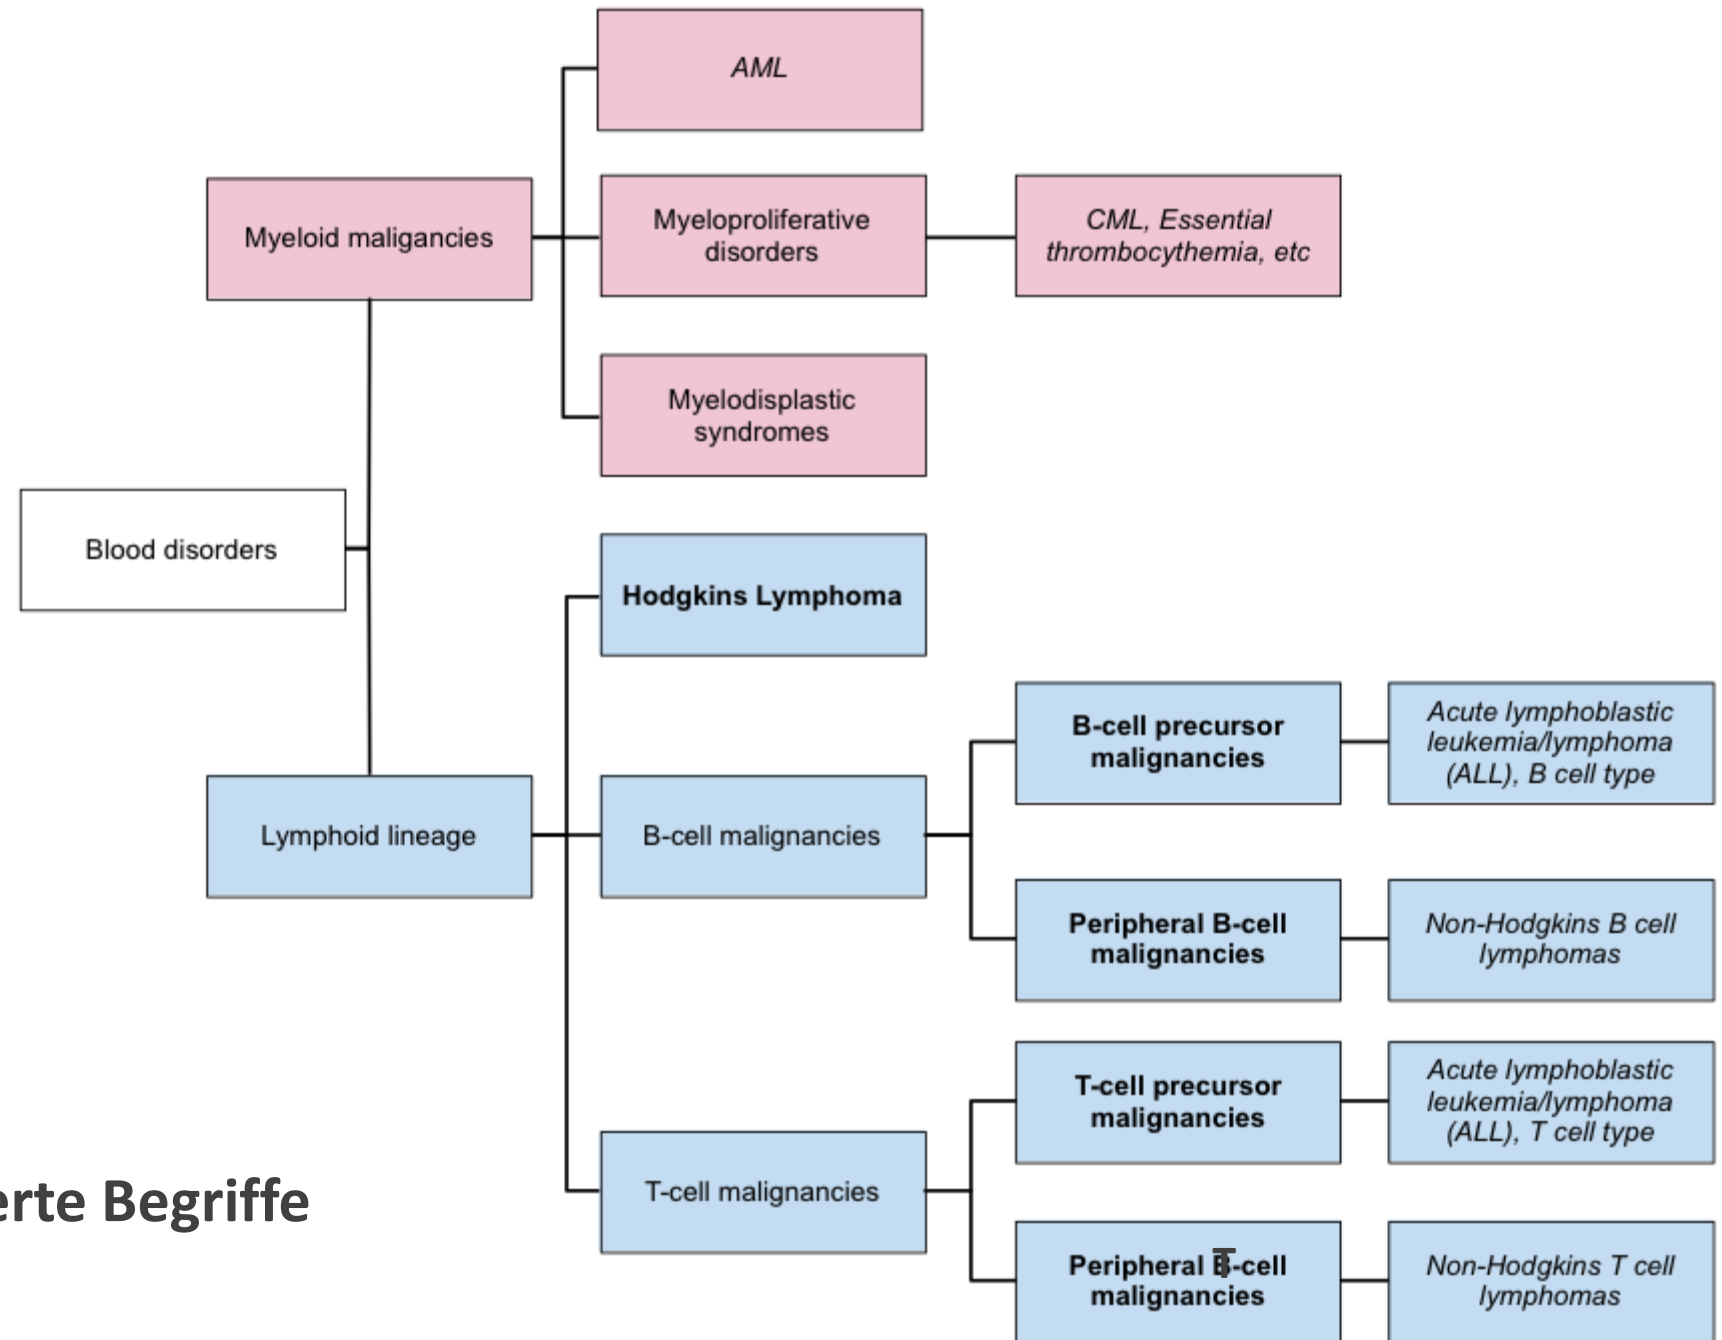 AML
Myeloid maligancies
Myeloproliferative
disorders
CML, Essential
thrombocythemia, etc
Myelodisplastic
syndromes
Blood disorders
Hodgkins Lymphoma
Lymphoid lineage
B-cell malignancies
B-cell precursor
malignancies
Acute lymphoblastic
leukemia/lymphoma
(ALL), B cell type
Peripheral B-cell
malignancies
Non-Hodgkins B cell
lymphomas
T-cell malignancies
T-cell precursor
malignancies
Acute lymphoblastic
leukemia/lymphoma
(ALL), T cell type
Peripheral T-cell
malignancies
Non-Hodgkins T cell
lymphomas
erte Begriffe